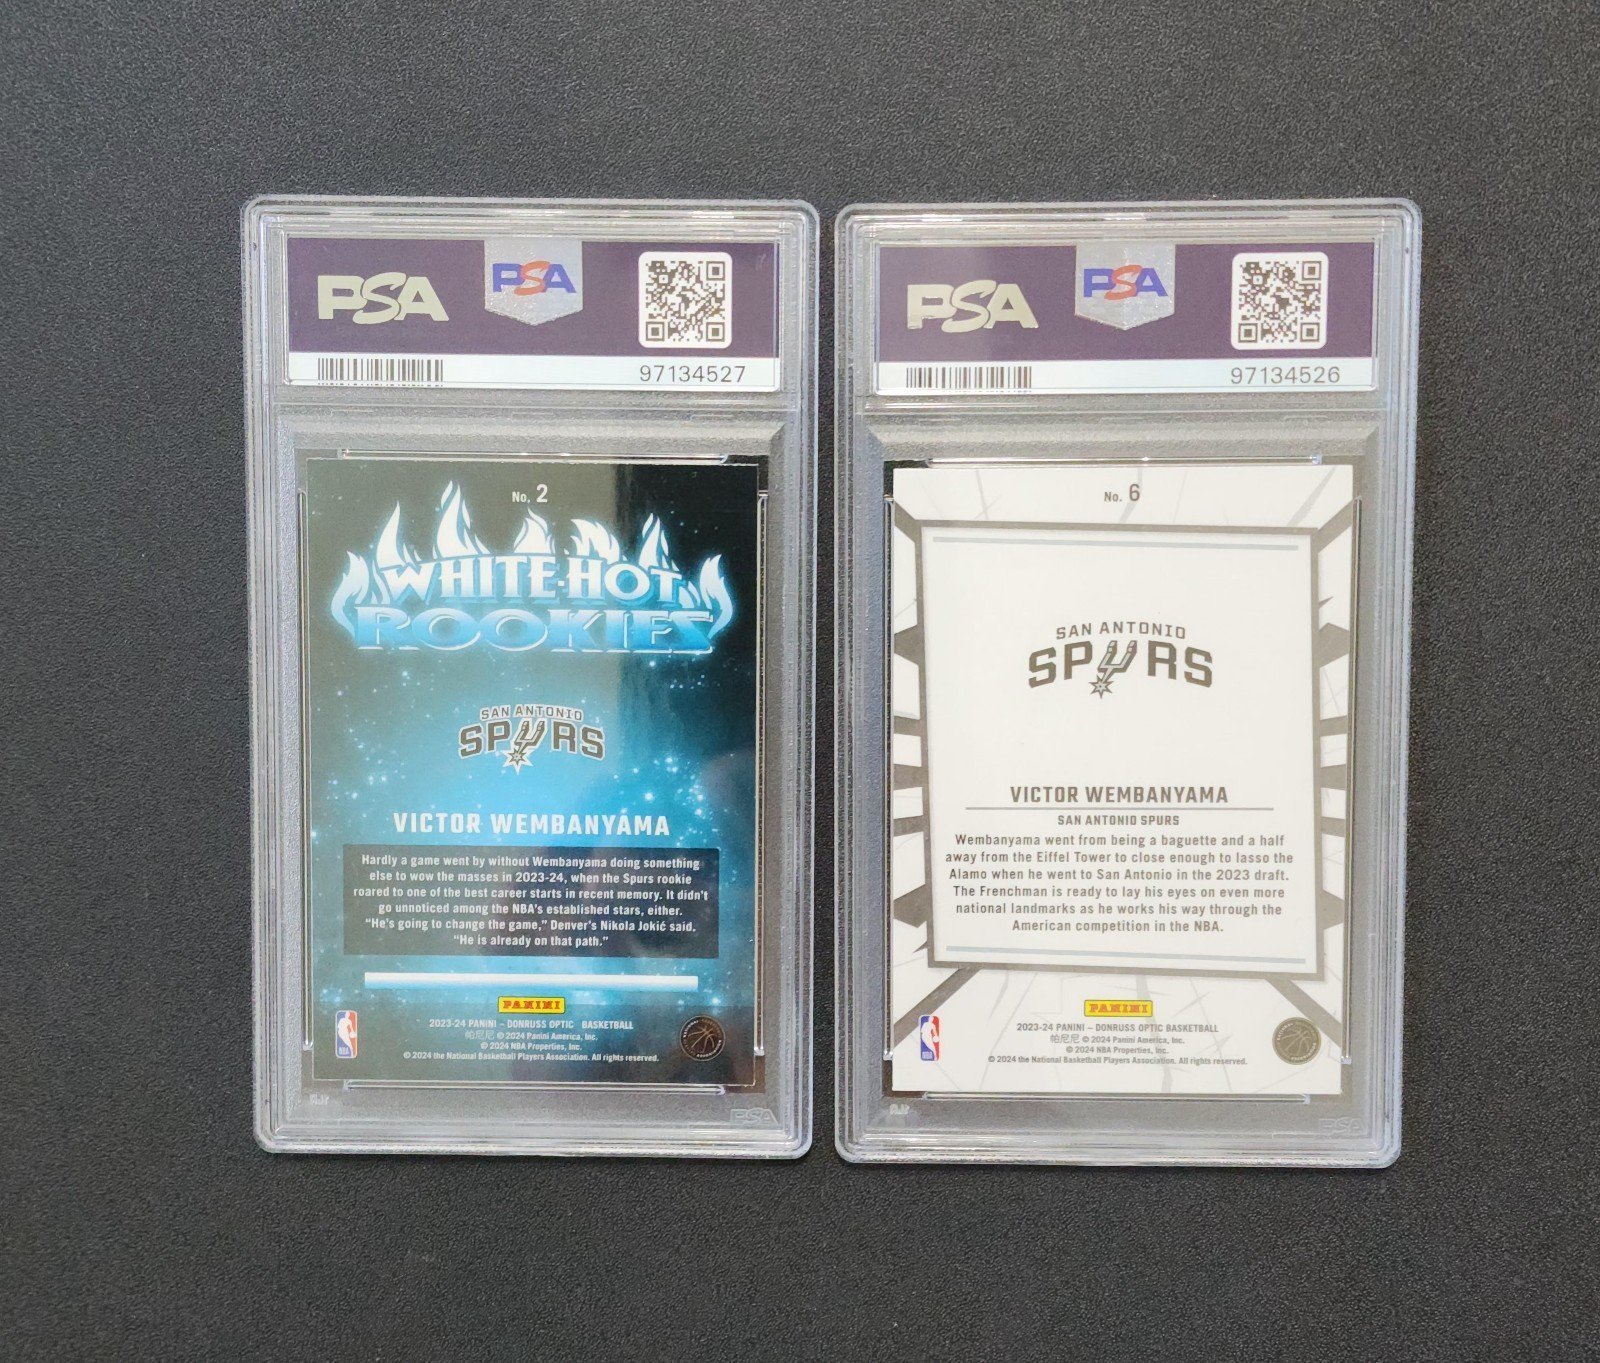 PSA
PSA
97134527
No. 2
WHITE-HOT
ROOKIES
SAN ANTONIO
SPURS
VICTOR WEMBANYAMA
Hardly a game went by without Wembanyama doing something
else to wow the masses in 2023-24, when the Spurs rookie
roared to one of the best career starts in recent memory. It didn't
go unnoticed among the NBA's established stars, either.
"He's going to change the game," Denver's Nikola Jokić said.
"He is already on that path."
PANINI
2023-24 PANINI – DONRUSS OPTIC BASKETBALL
帕尼尼 © 2024 Panini America, Inc.
© 2024 NBA Properties, Inc.
© 2024 the National Basketball Players Association. All rights reserved.
NBA
PSA
PSA
PSA
97134526
No. 6
SAN ANTONIO
SPURS
VICTOR WEMBANYAMA
SAN ANTONIO SPURS
Wembanyama went from being a baguette and a half
away from the Eiffel Tower to close enough to lasso the
Alamo when he went to San Antonio in the 2023 draft.
The Frenchman is ready to lay his eyes on even more
national landmarks as he works his way through the
American competition in the NBA.
PANINI
2023-24 PANINI – DONRUSS OPTIC BASKETBALL
帕尼尼 © 2024 Panini America, Inc.
© 2024 NBA Properties, Inc.
© 2024 the National Basketball Players Association. All rights reserved.
NBA
PSA